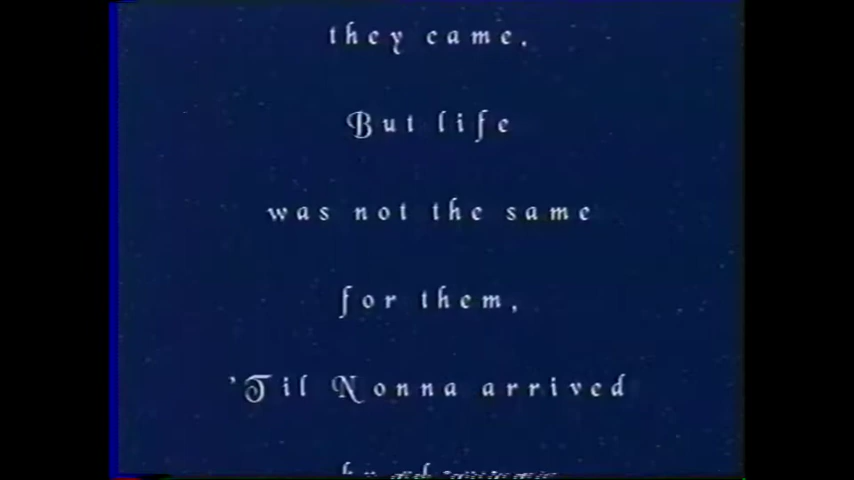 they came,
But life
was not the same
for them,
'Til Nonna arrived